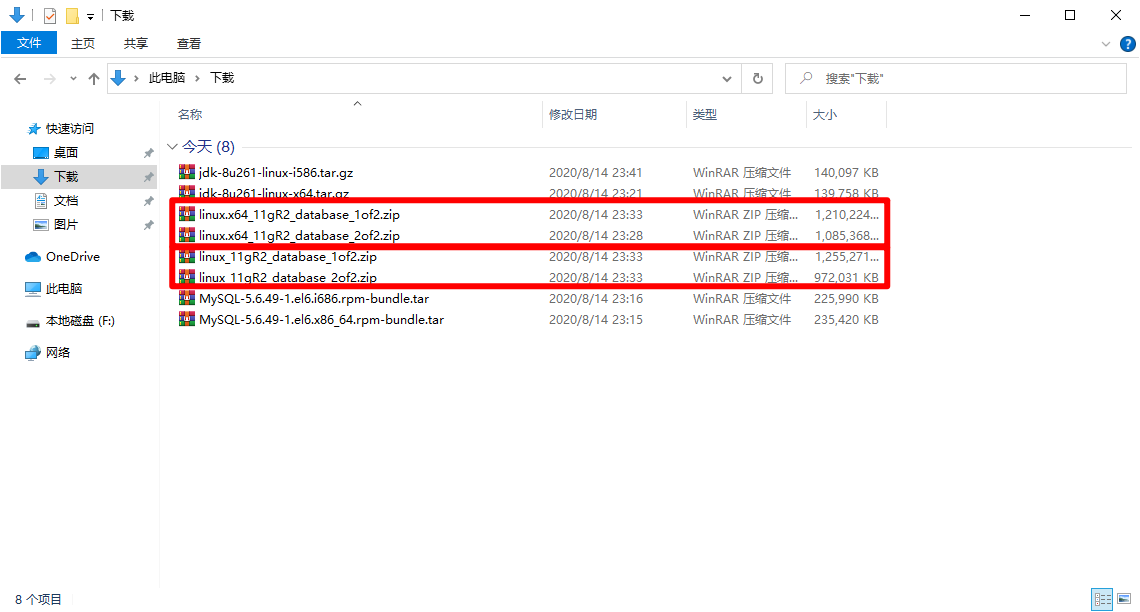 下载
文件 主页 共享 查看
此电脑 下载 搜索"下载"
名称 修改日期 类型 大小
快速访问
桌面
下载
文档
图片
OneDrive
此电脑
本地磁盘 (F:)
网络
今天 (8)
jdk-8u261-linux-i586.tar.gz 2020/8/14 23:41 WinRAR 压缩文件 140,097 KB
jdk-8u261-linux-x64.tar.gz 2020/8/14 23:21 WinRAR 压缩文件 139,758 KB
linux.x64_11gR2_database_1of2.zip 2020/8/14 23:33 WinRAR ZIP 压缩... 1,210,224...
linux.x64_11gR2_database_2of2.zip 2020/8/14 23:28 WinRAR ZIP 压缩... 1,085,368...
linux_11gR2_database_1of2.zip 2020/8/14 23:33 WinRAR ZIP 压缩... 1,255,271...
linux_11gR2_database_2of2.zip 2020/8/14 23:33 WinRAR ZIP 压缩... 972,031 KB
MySQL-5.6.49-1.el6.i686.rpm-bundle.tar 2020/8/14 23:16 WinRAR 压缩文件 225,990 KB
MySQL-5.6.49-1.el6.x86_64.rpm-bundle.tar 2020/8/14 23:15 WinRAR 压缩文件 235,420 KB
8 个项目